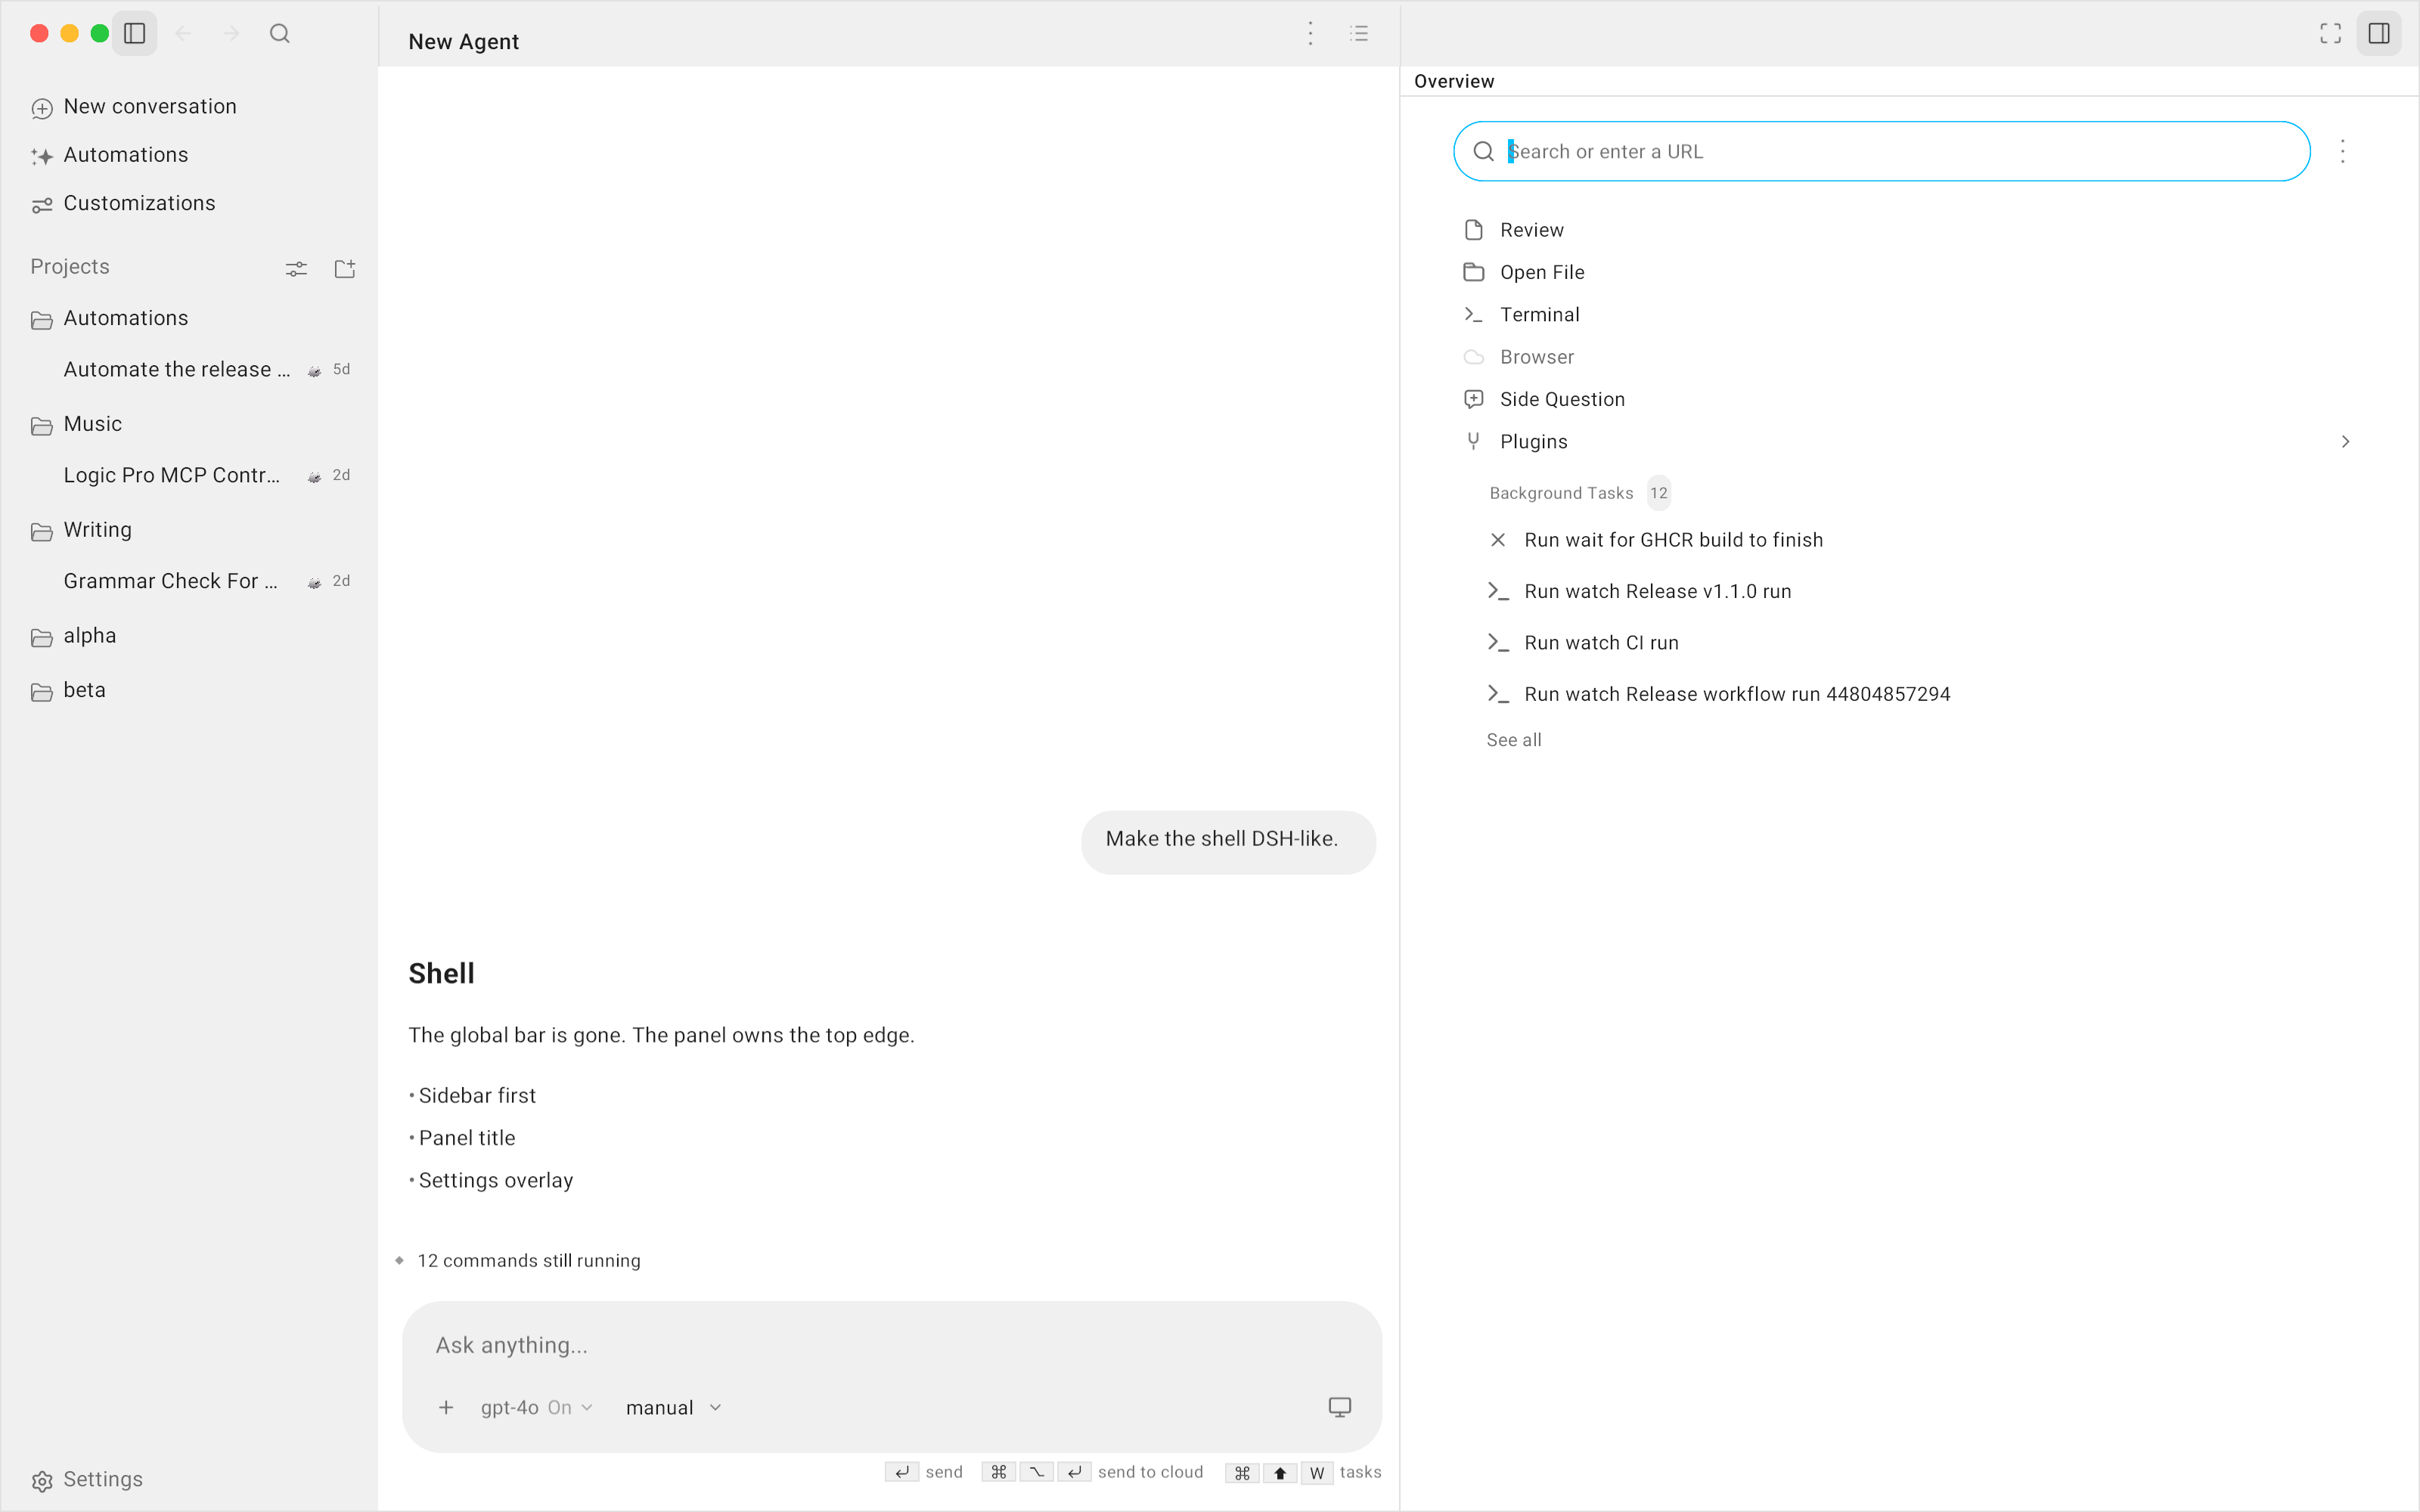 New Agent
Overview
New conversation
Automations
Customizations
Projects
Automations
Automate the release ... 5d
Music
Logic Pro MCP Contr... 2d
Writing
Grammar Check For ... 2d
alpha
beta
Settings
Make the shell DSH-like.
Shell
The global bar is gone. The panel owns the top edge.
• Sidebar first
• Panel title
• Settings overlay
12 commands still running
Ask anything...
gpt-4o On manual
send send to cloud W tasks
Search or enter a URL
Review
Open File
Terminal
Browser
Side Question
Plugins
Background Tasks 12
Run wait for GHCR build to finish
Run watch Release v1.1.0 run
Run watch CI run
Run watch Release workflow run 44804857294
See all